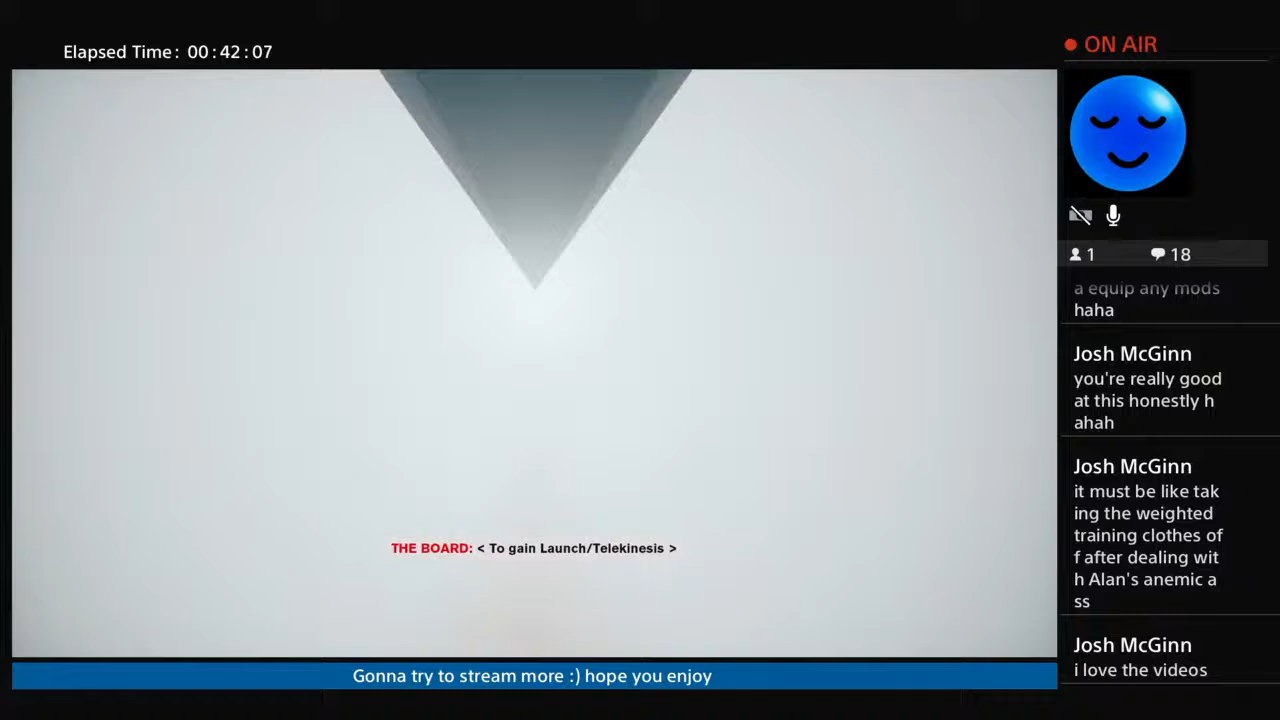 Elapsed Time: 00:42:07
ON AIR
1
18
a equip any mods
haha
Josh McGinn
you're really good
at this honestly h
ahah
Josh McGinn
it must be like tak
ing the weighted
training clothes of
f after dealing wit
h Alan's anemic a
ss
Josh McGinn
i love the videos
THE BOARD: < To gain Launch/Telekinesis >
Gonna try to stream more :) hope you enjoy